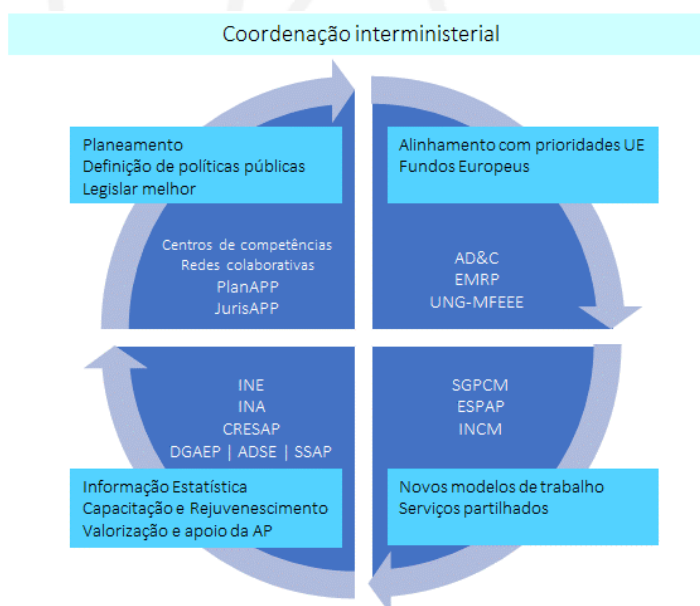 Coordenação interministerial
Planeamento
Definição de políticas públicas
Legislar melhor
Centros de competências
Redes colaborativas
PlanAPP
JurisAPP
Alinhamento com prioridades UE
Fundos Europeus
AD&C
EMRP
UNG-MFEEE
INE
INA
CRESAP
DGAEP | ADSE | SSAP
Informação Estatística
Capacitação e Rejuvenescimento
Valorização e apoio da AP
SGPCM
ESPAP
INCM
Novos modelos de trabalho
Serviços partilhados